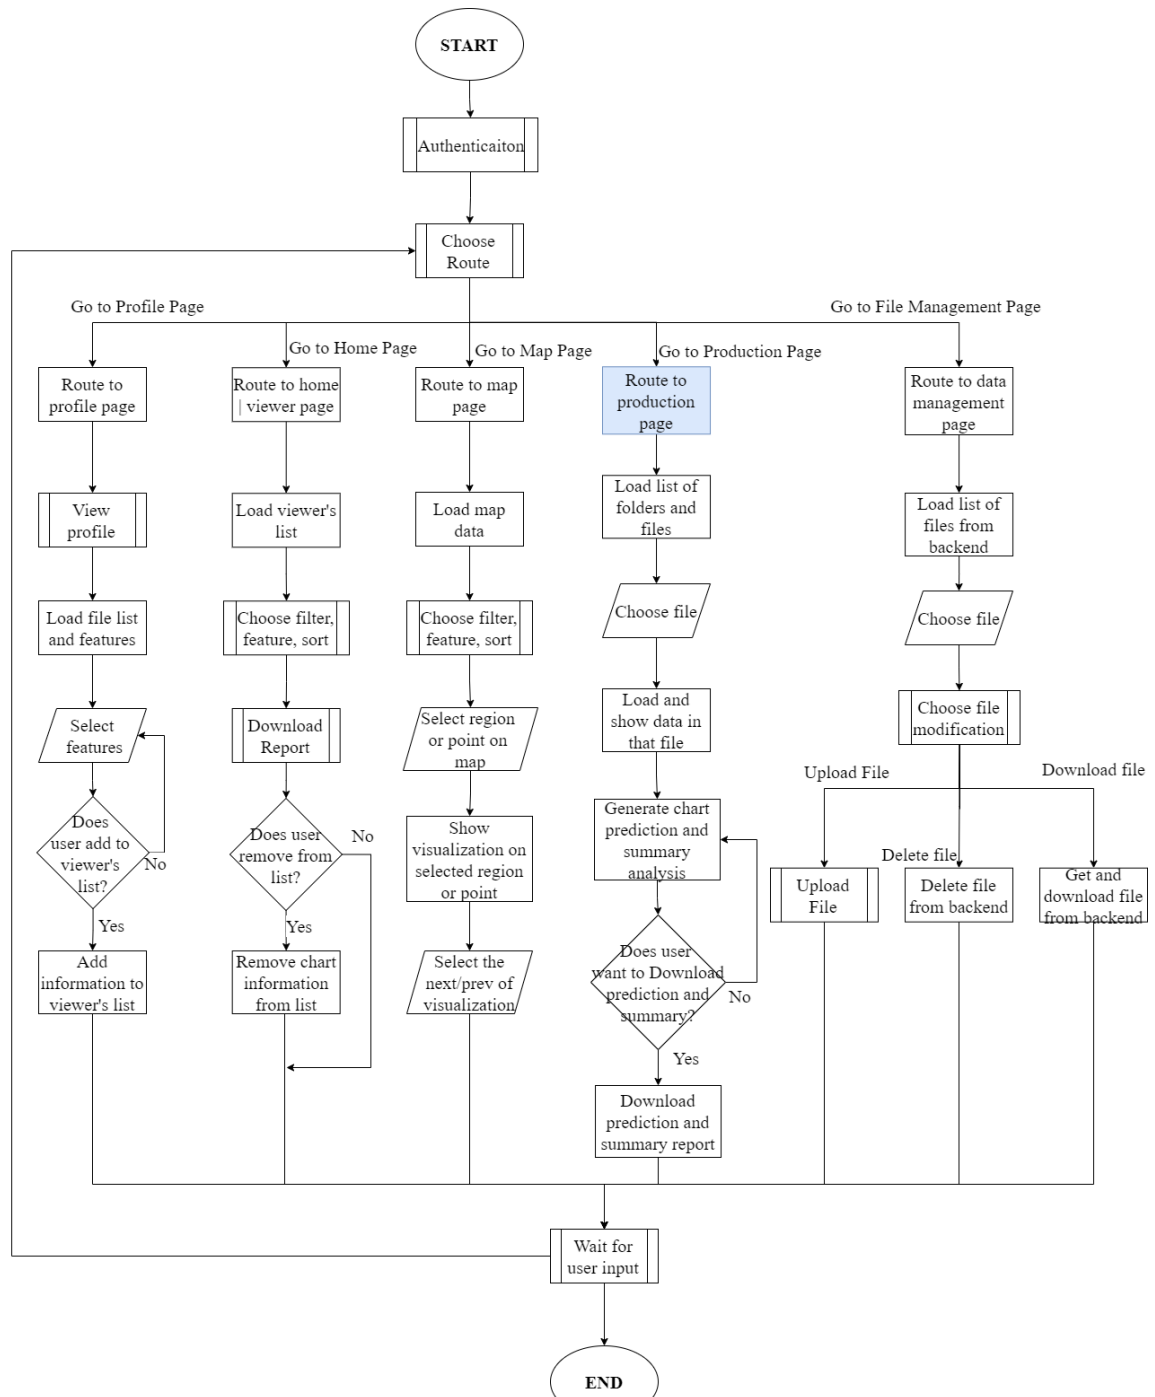 START
Authenticaiton
Choose
Route
Go to Profile Page
Go to File Management Page
Go to Home Page
Go to Map Page
Go to Production Page
Route to
profile page
Route to home
| viewer page
Route to map
page
Route to
production
page
Route to data
management
page
View
profile
Load viewer's
list
Load map
data
Load list of
folders and
files
Load list of
files from
backend
Load file list
and features
Choose filter,
feature, sort
Choose filter,
feature, sort
Choose file
Choose file
Select
features
Download
Report
Select region
or point on
map
Load and
show data in
that file
Choose file
modification
Upload File
Download file
Delete file
Does
user add to
viewer's
list?
No
Yes
Does user
remove from
list?
No
Yes
Show
visualization on
selected region
or point
Generate chart
prediction and
summary
analysis
Upload
File
Delete file
from backend
Get and
download file
from backend
Add
information to
viewer's list
Remove chart
information
from list
Select the
next/prev of
visualization
Does user
want to Download
prediction and
summary?
No
Yes
Download
prediction and
summary report
Wait for
user input
END